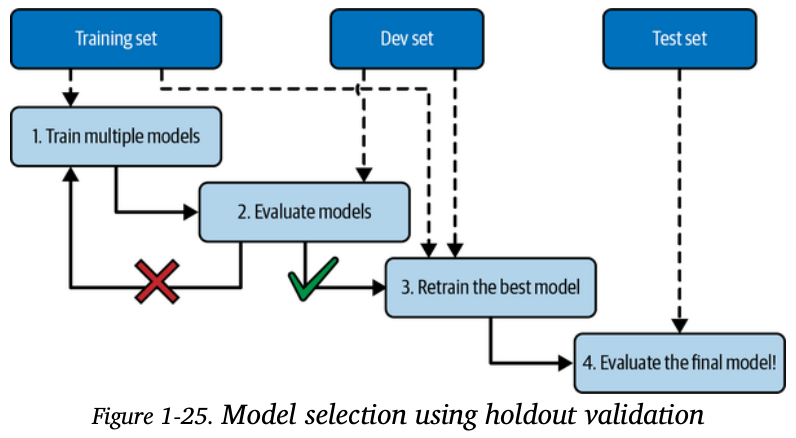 Training set
Dev set
Test set
1. Train multiple models
2. Evaluate models
3. Retrain the best model
4. Evaluate the final model!
Figure 1-25. Model selection using holdout validation